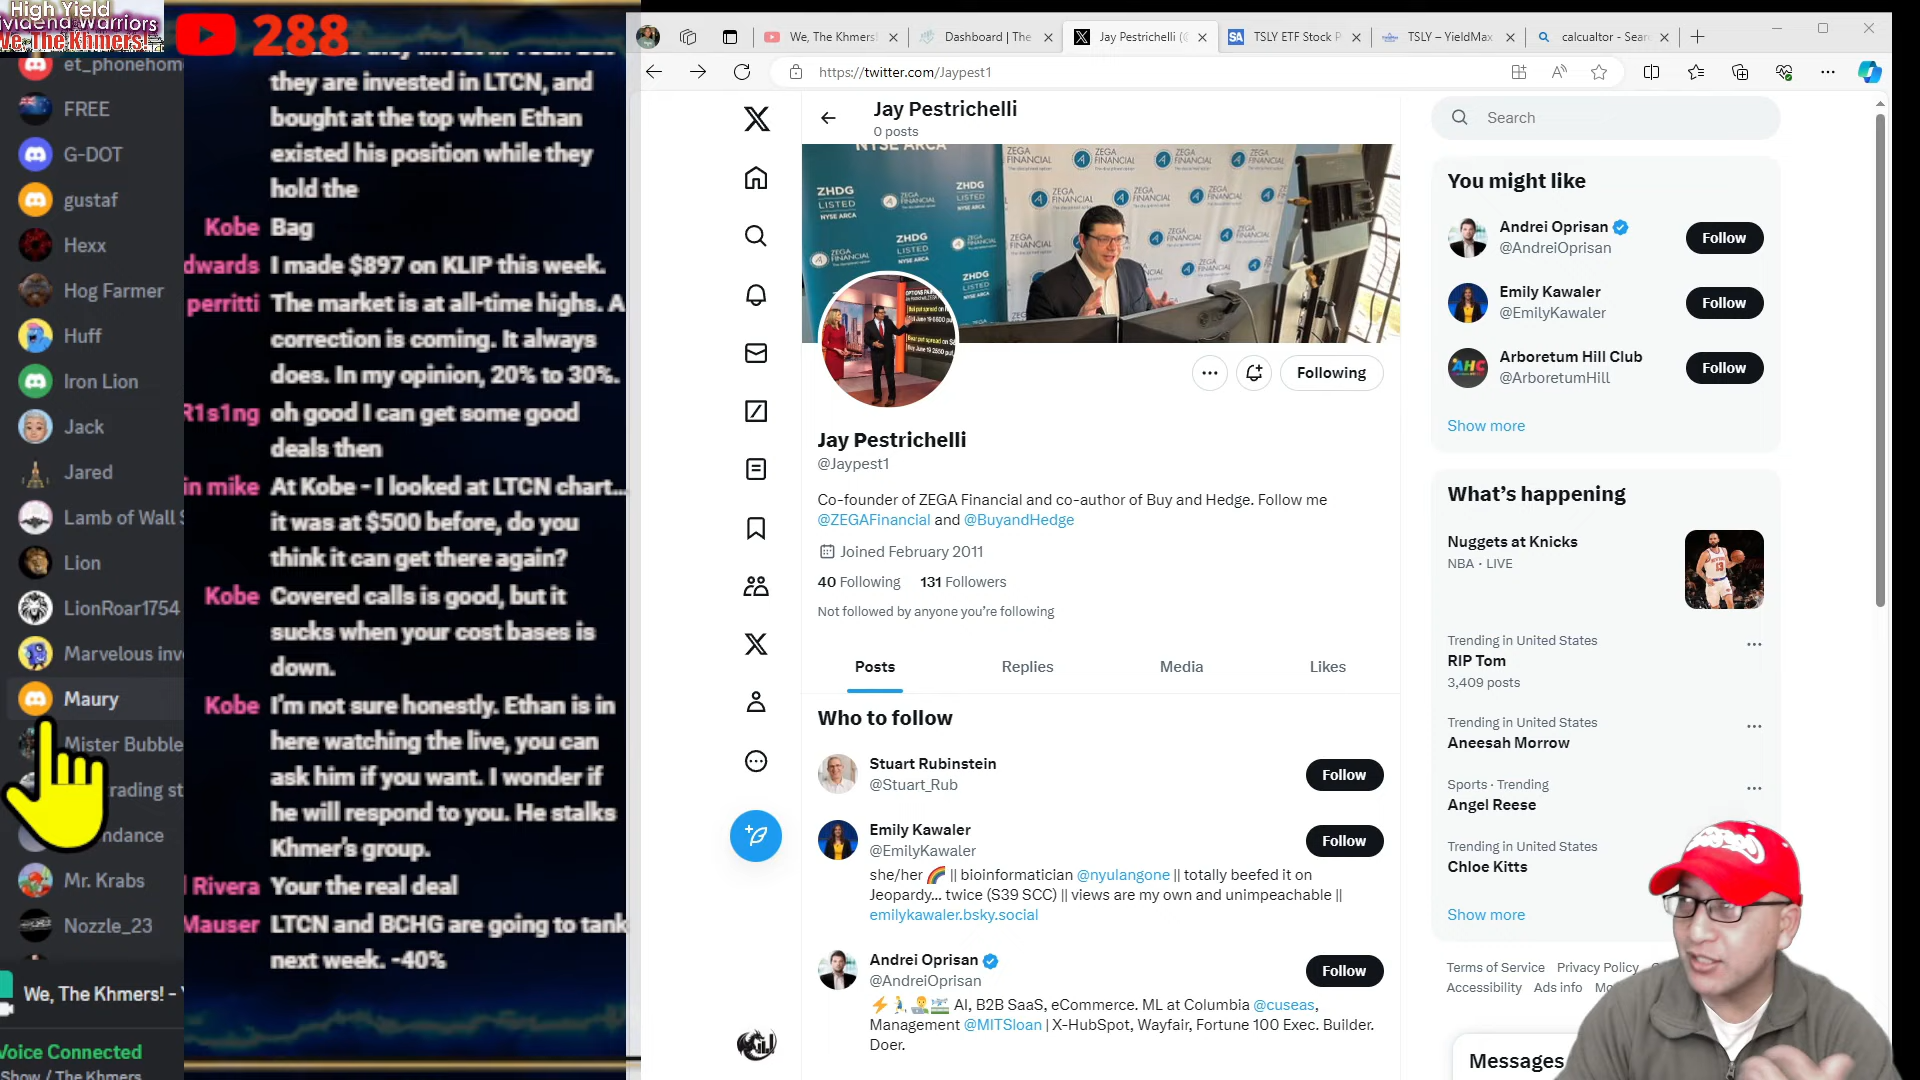 High Yield
Dividend Warriors
We, The Khmers!
288
et_phonehom
FREE
G-DOT
gustaf
Hexx
Hog Farmer
Huff
Iron Lion
Jack
Jared
Lamb of Wall S
Lion
LionRoar1754
Marvelous inv
Maury
Mister Bubble
rading st
ndance
Mr. Krabs
Nozzle_23
We, The Khmers! - Y
Voice Connected
Show / The Khmers
they are invested in LTCN, and
bought at the top when Ethan
existed his position while they
hold the
Kobe Bag
dwards I made $897 on KLIP this week.
perritti The market is at all-time highs. A
correction is coming. It always
does. In my opinion, 20% to 30%.
R1s1ng oh good I can get some good
deals then
in mike At Kobe - I looked at LTCN chart...
it was at $500 before, do you
think it can get there again?
Kobe Covered calls is good, but it
sucks when your cost bases is
down.
Kobe I'm not sure honestly. Ethan is in
here watching the live, you can
ask him if you want. I wonder if
he will respond to you. He stalks
Khmer's group.
l Rivera Your the real deal
Mauser LTCN and BCHG are going to tank
next week. -40%
We, The Khmers!
Dashboard | The
Jay Pestrichelli (@
TSLY ETF Stock P
TSLY – YieldMax
calcualtor - Sear
https://twitter.com/Jaypest1
Jay Pestrichelli
0 posts
NYSE ARCA
ZHDG
LISTED
NYSE ARCA
ZEGA
FINANCIAL
Following
Jay Pestrichelli
@Jaypest1
Co-founder of ZEGA Financial and co-author of Buy and Hedge. Follow me
@ZEGAFinancial and @BuyandHedge
Joined February 2011
40 Following 131 Followers
Not followed by anyone you're following
Posts Replies Media Likes
Who to follow
Stuart Rubinstein
@Stuart_Rub
Follow
Emily Kawaler
@EmilyKawaler
Follow
she/her 🌈 || bioinformatician @nyulangone || totally beefed it on
Jeopardy... twice (S39 SCC) || views are my own and unimpeachable ||
emilykawaler.bsky.social
Andrei Oprisan
@AndreiOprisan
Follow
AI, B2B SaaS, eCommerce. ML at Columbia @cuseas,
Management @MITSloan | X-HubSpot, Wayfair, Fortune 100 Exec. Builder.
Doer.
Search
You might like
Andrei Oprisan
@AndreiOprisan
Follow
Emily Kawaler
@EmilyKawaler
Follow
Arboretum Hill Club
@ArboretumHill
Follow
Show more
What's happening
Nuggets at Knicks
NBA · LIVE
Trending in United States
RIP Tom
3,409 posts
Trending in United States
Aneesah Morrow
Sports · Trending
Angel Reese
Trending in United States
Chloe Kitts
Show more
Terms of Service Privacy Policy
Accessibility Ads info Mo
Messages